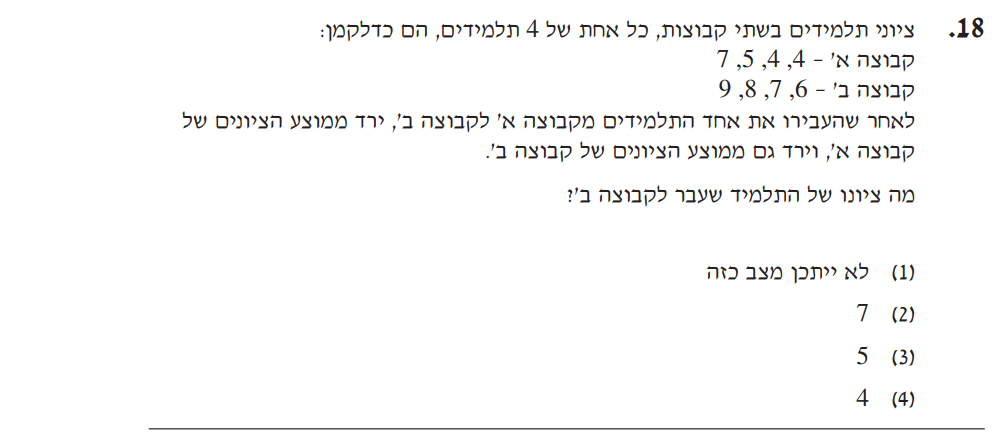 18. ציוני תלמידים בשתי קבוצות, כל אחת של 4 תלמידים, הם כדלקמן:
קבוצה א' – 4, 4, 5, 7
קבוצה ב' – 6, 7, 8, 9
לאחר שהעבירו את אחד התלמידים מקבוצה א' לקבוצה ב', ירד ממוצע הציונים של
קבוצה א', וירד גם ממוצע הציונים של קבוצה ב'.
מה ציונו של התלמיד שעבר לקבוצה ב'?
(1) לא ייתכן מצב כזה
(2) 7
(3) 5
(4) 4